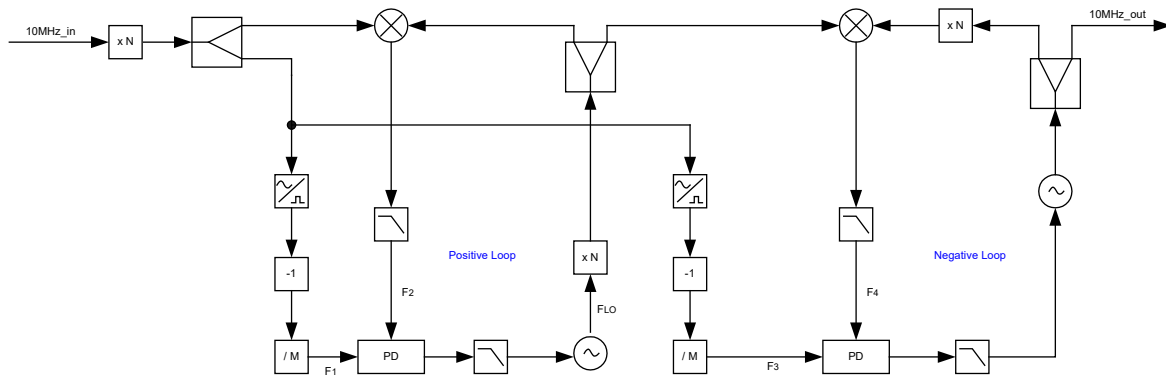 10MHz_in
x N
x N
10MHz_out
Positive Loop
Negative Loop
x N
-1
-1
F2
F4
FLO
/ M
PD
/ M
PD
F1
F3